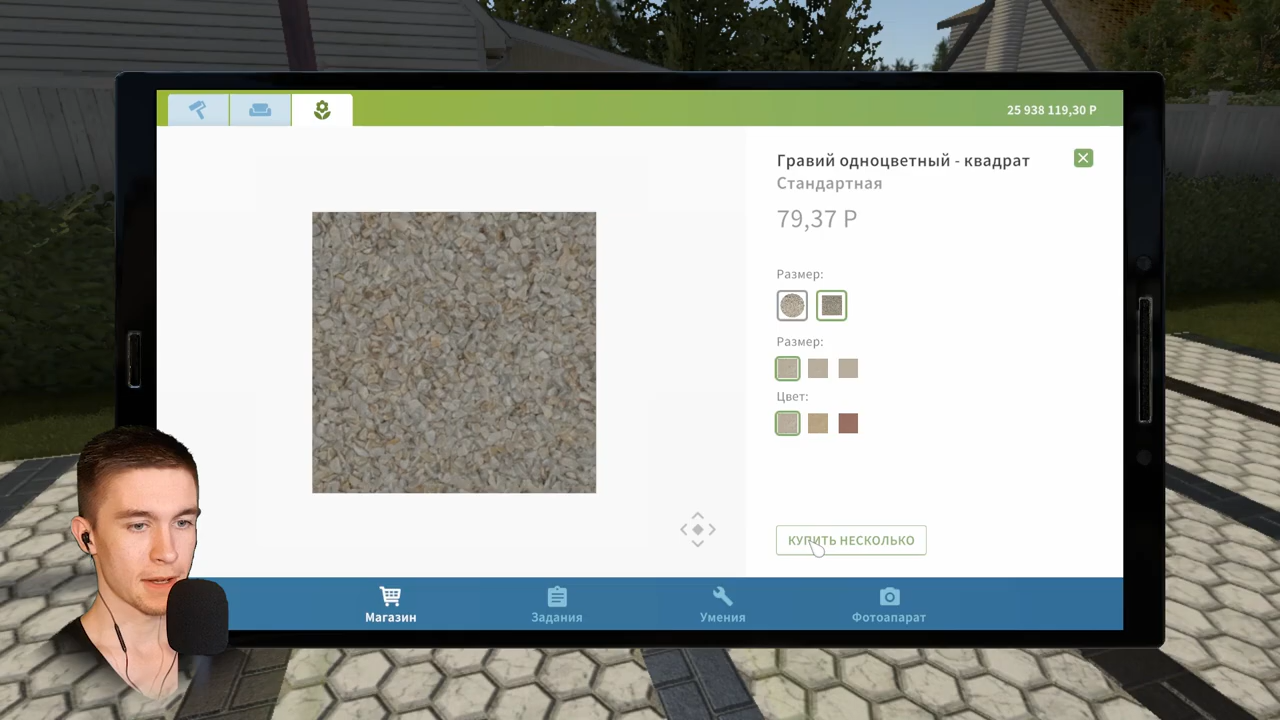 25 938 119,30 Р
Гравий одноцветный - квадрат
Стандартная
79,37 Р
Размер:
Размер:
Цвет:
КУПИТЬ НЕСКОЛЬКО
Магазин
Задания
Умения
Фотоапарат